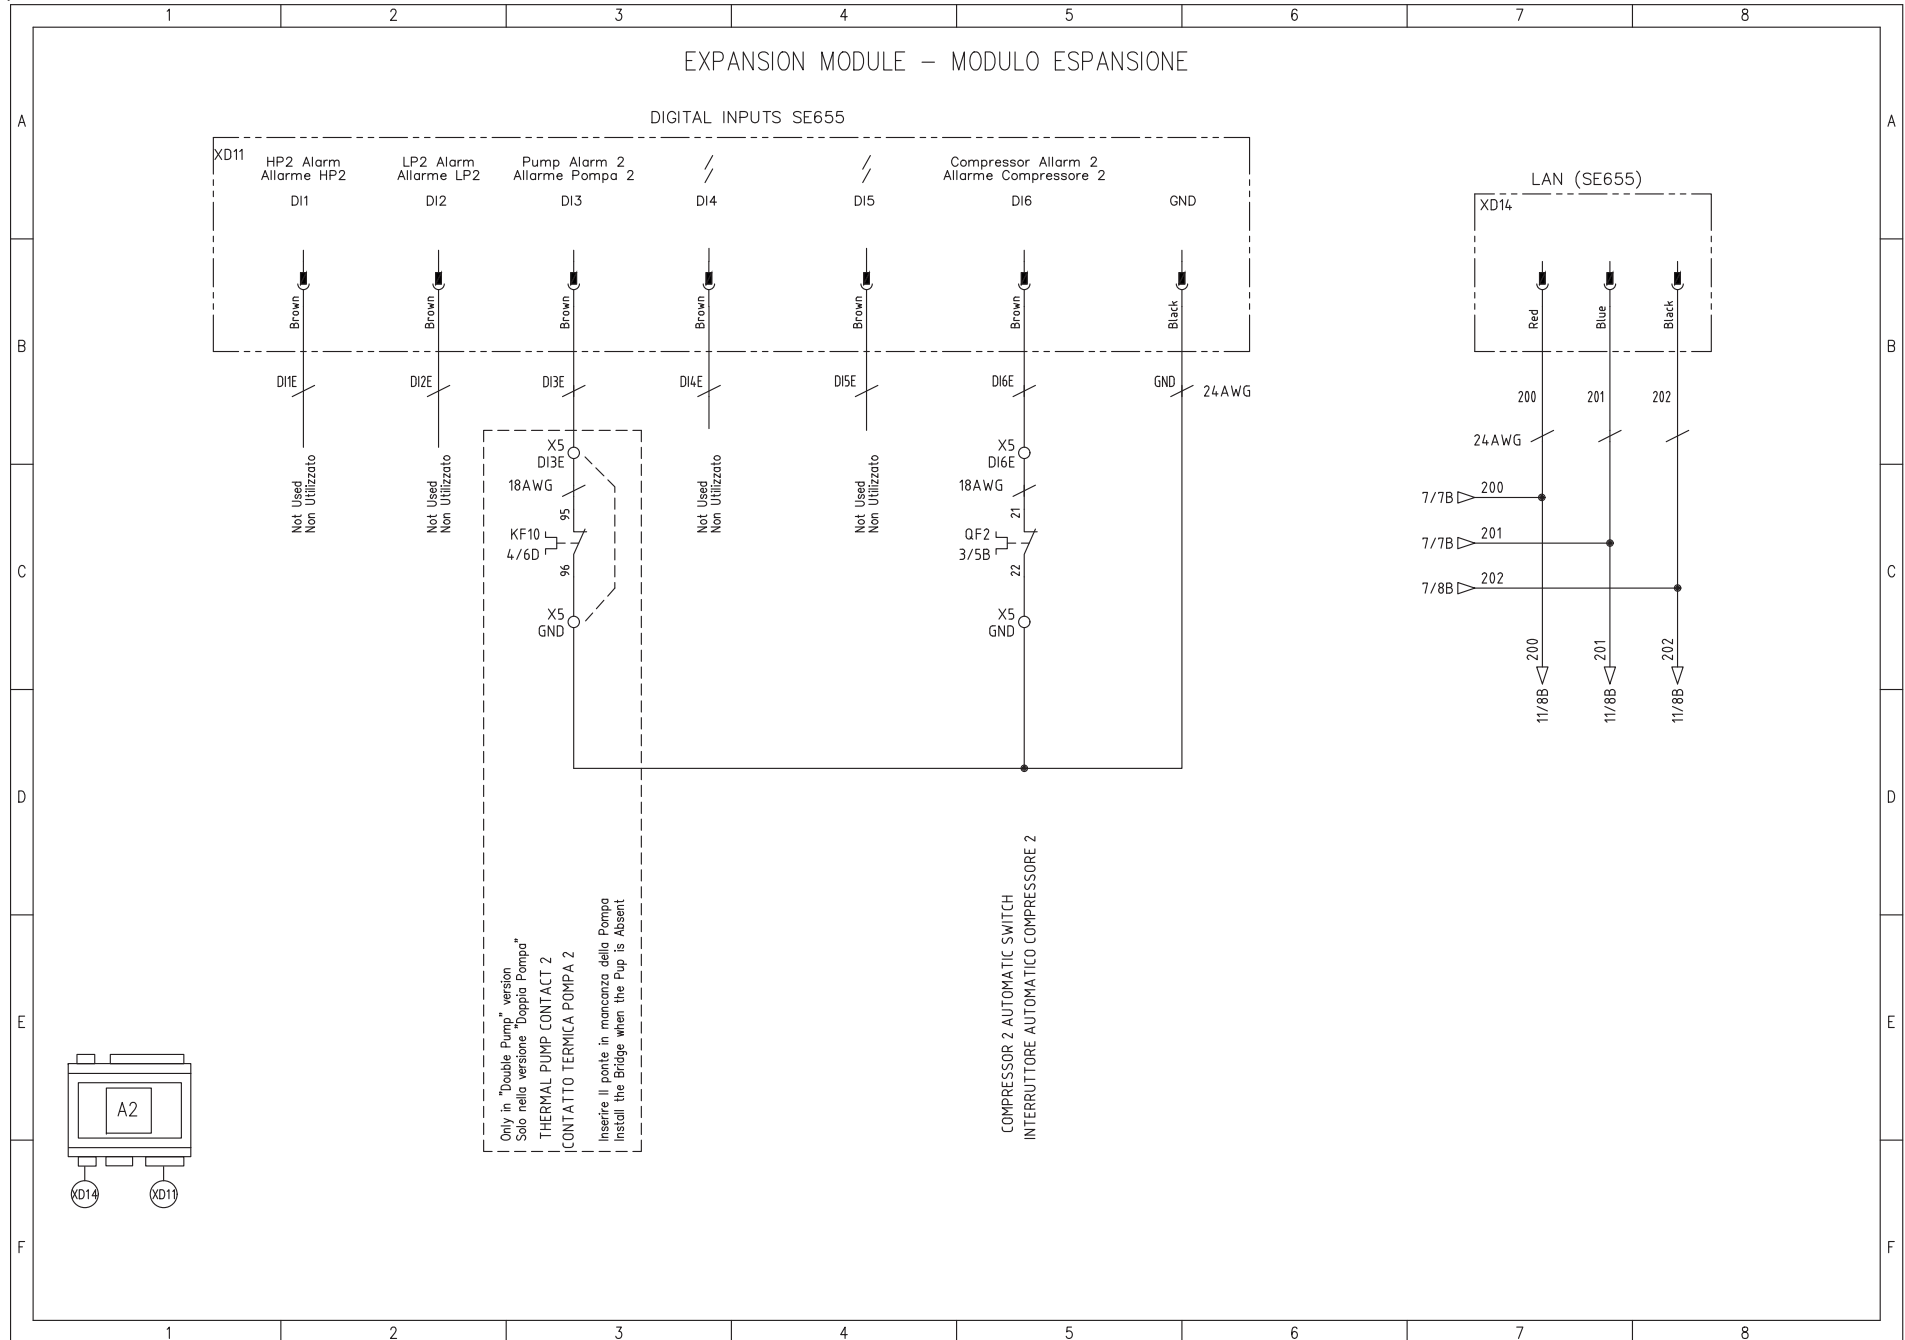 1 2 3 4 5 6 7 8
EXPANSION MODULE – MODULO ESPANSIONE
A
A
DIGITAL INPUTS SE655
XD11
HP2 Alarm
Allarme HP2
DI1
LP2 Alarm
Allarme LP2
DI2
Pump Alarm 2
Allarme Pompa 2
DI3
//
DI4
//
DI5
Compressor Allarm 2
Allarme Compressore 2
DI6
GND
LAN (SE655)
XD14
Brown
Brown
Brown
Brown
Brown
Brown
Black
Red
Blue
Black
B
B
DI1E
DI2E
DI3E
DI4E
DI5E
DI6E
GND
24AWG
200
201
202
24AWG
Not Used
Non Utilizzato
Not Used
Non Utilizzato
X5
DI3E
18AWG
95
KF10
4/6D
96
X5
GND
Not Used
Non Utilizzato
Not Used
Non Utilizzato
X5
DI6E
18AWG
21
QF2
3/5B
22
X5
GND
7/7B
200
7/7B
201
7/8B
202
C
C
200
201
202
11/8B
11/8B
11/8B
D
D
Only in "Double Pump" version
Solo nella versione "Doppia Pompa"
THERMAL PUMP CONTACT 2
CONTATTO TERMICA POMPA 2
Inserire Il ponte in mancanza della Pompa
Install the Bridge when the Pup is Absent
COMPRESSOR 2 AUTOMATIC SWITCH
INTERRUTTORE AUTOMATICO COMPRESSORE 2
E
E
A2
XD14
XD11
F
F
1 2 3 4 5 6 7 8